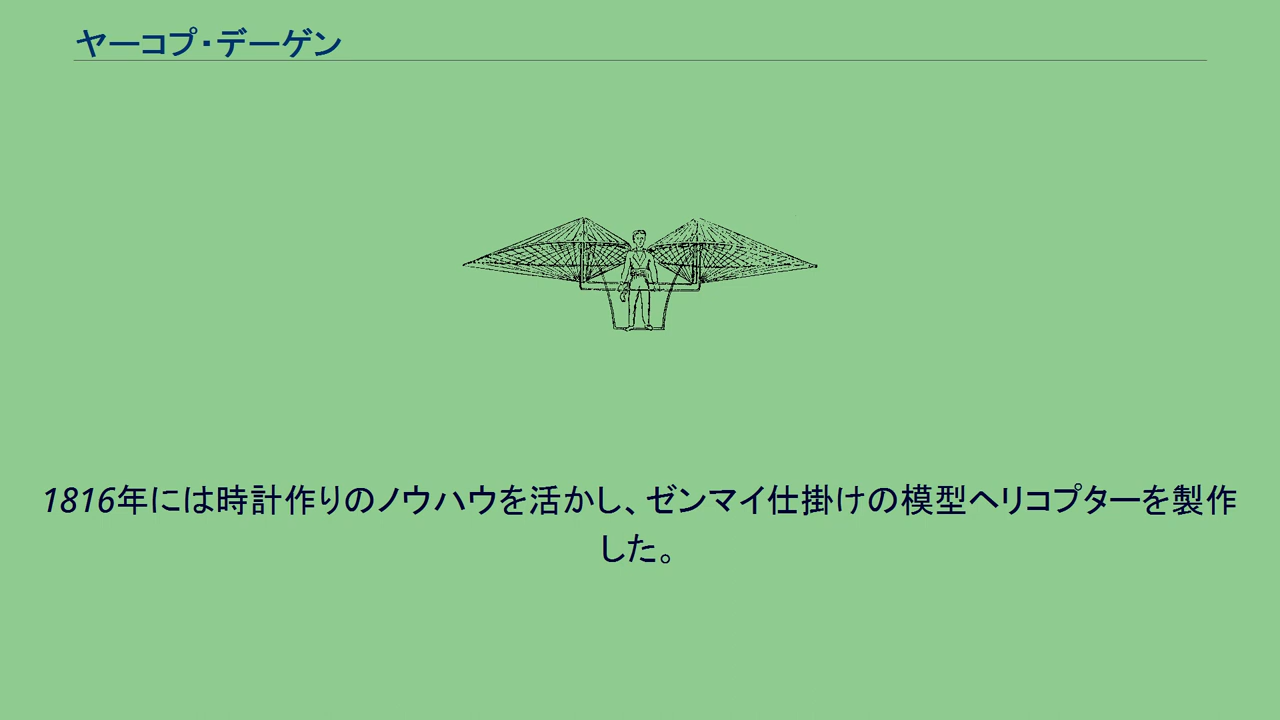 ヤーコプ・デーゲン
1816年には時計作りのノウハウを活かし、ゼンマイ仕掛けの模型ヘリコプターを製作
した。